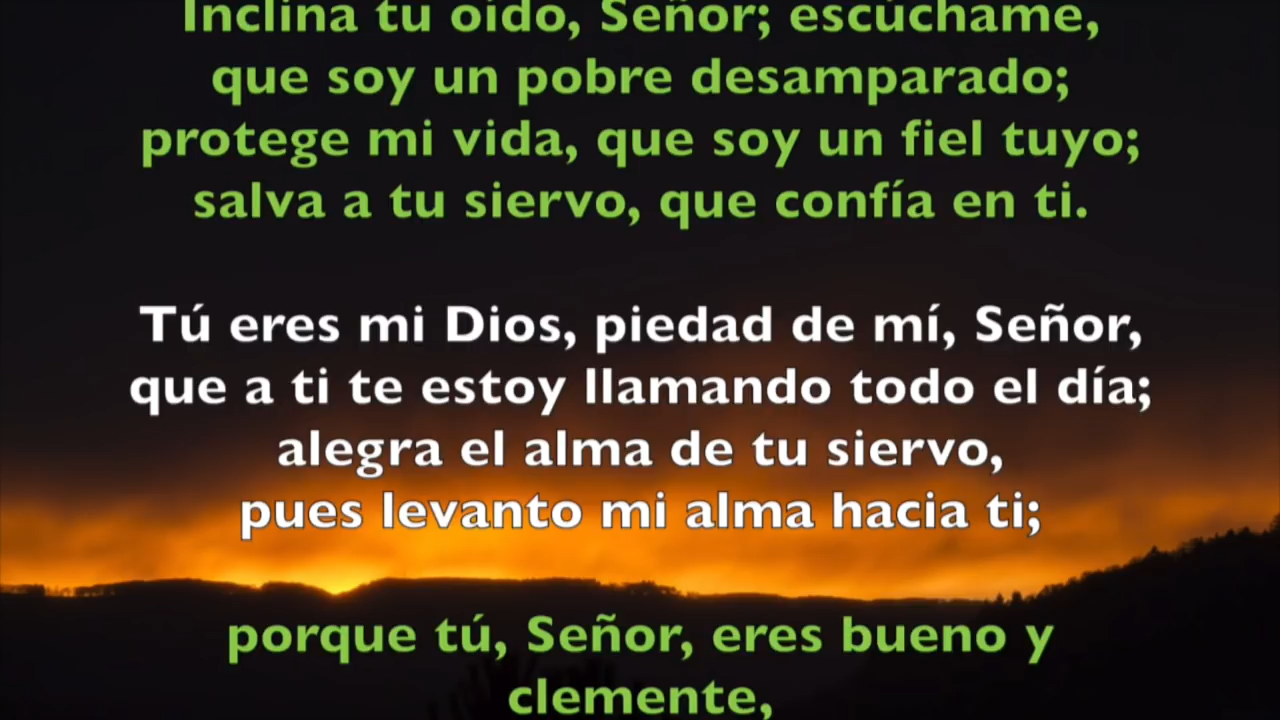 Inclina tu oído, Señor; escúchame,
que soy un pobre desamparado;
protege mi vida, que soy un fiel tuyo;
salva a tu siervo, que confía en ti.
Tú eres mi Dios, piedad de mí, Señor,
que a ti te estoy llamando todo el día;
alegra el alma de tu siervo,
pues levanto mi alma hacia ti;
porque tú, Señor, eres bueno y
clemente,